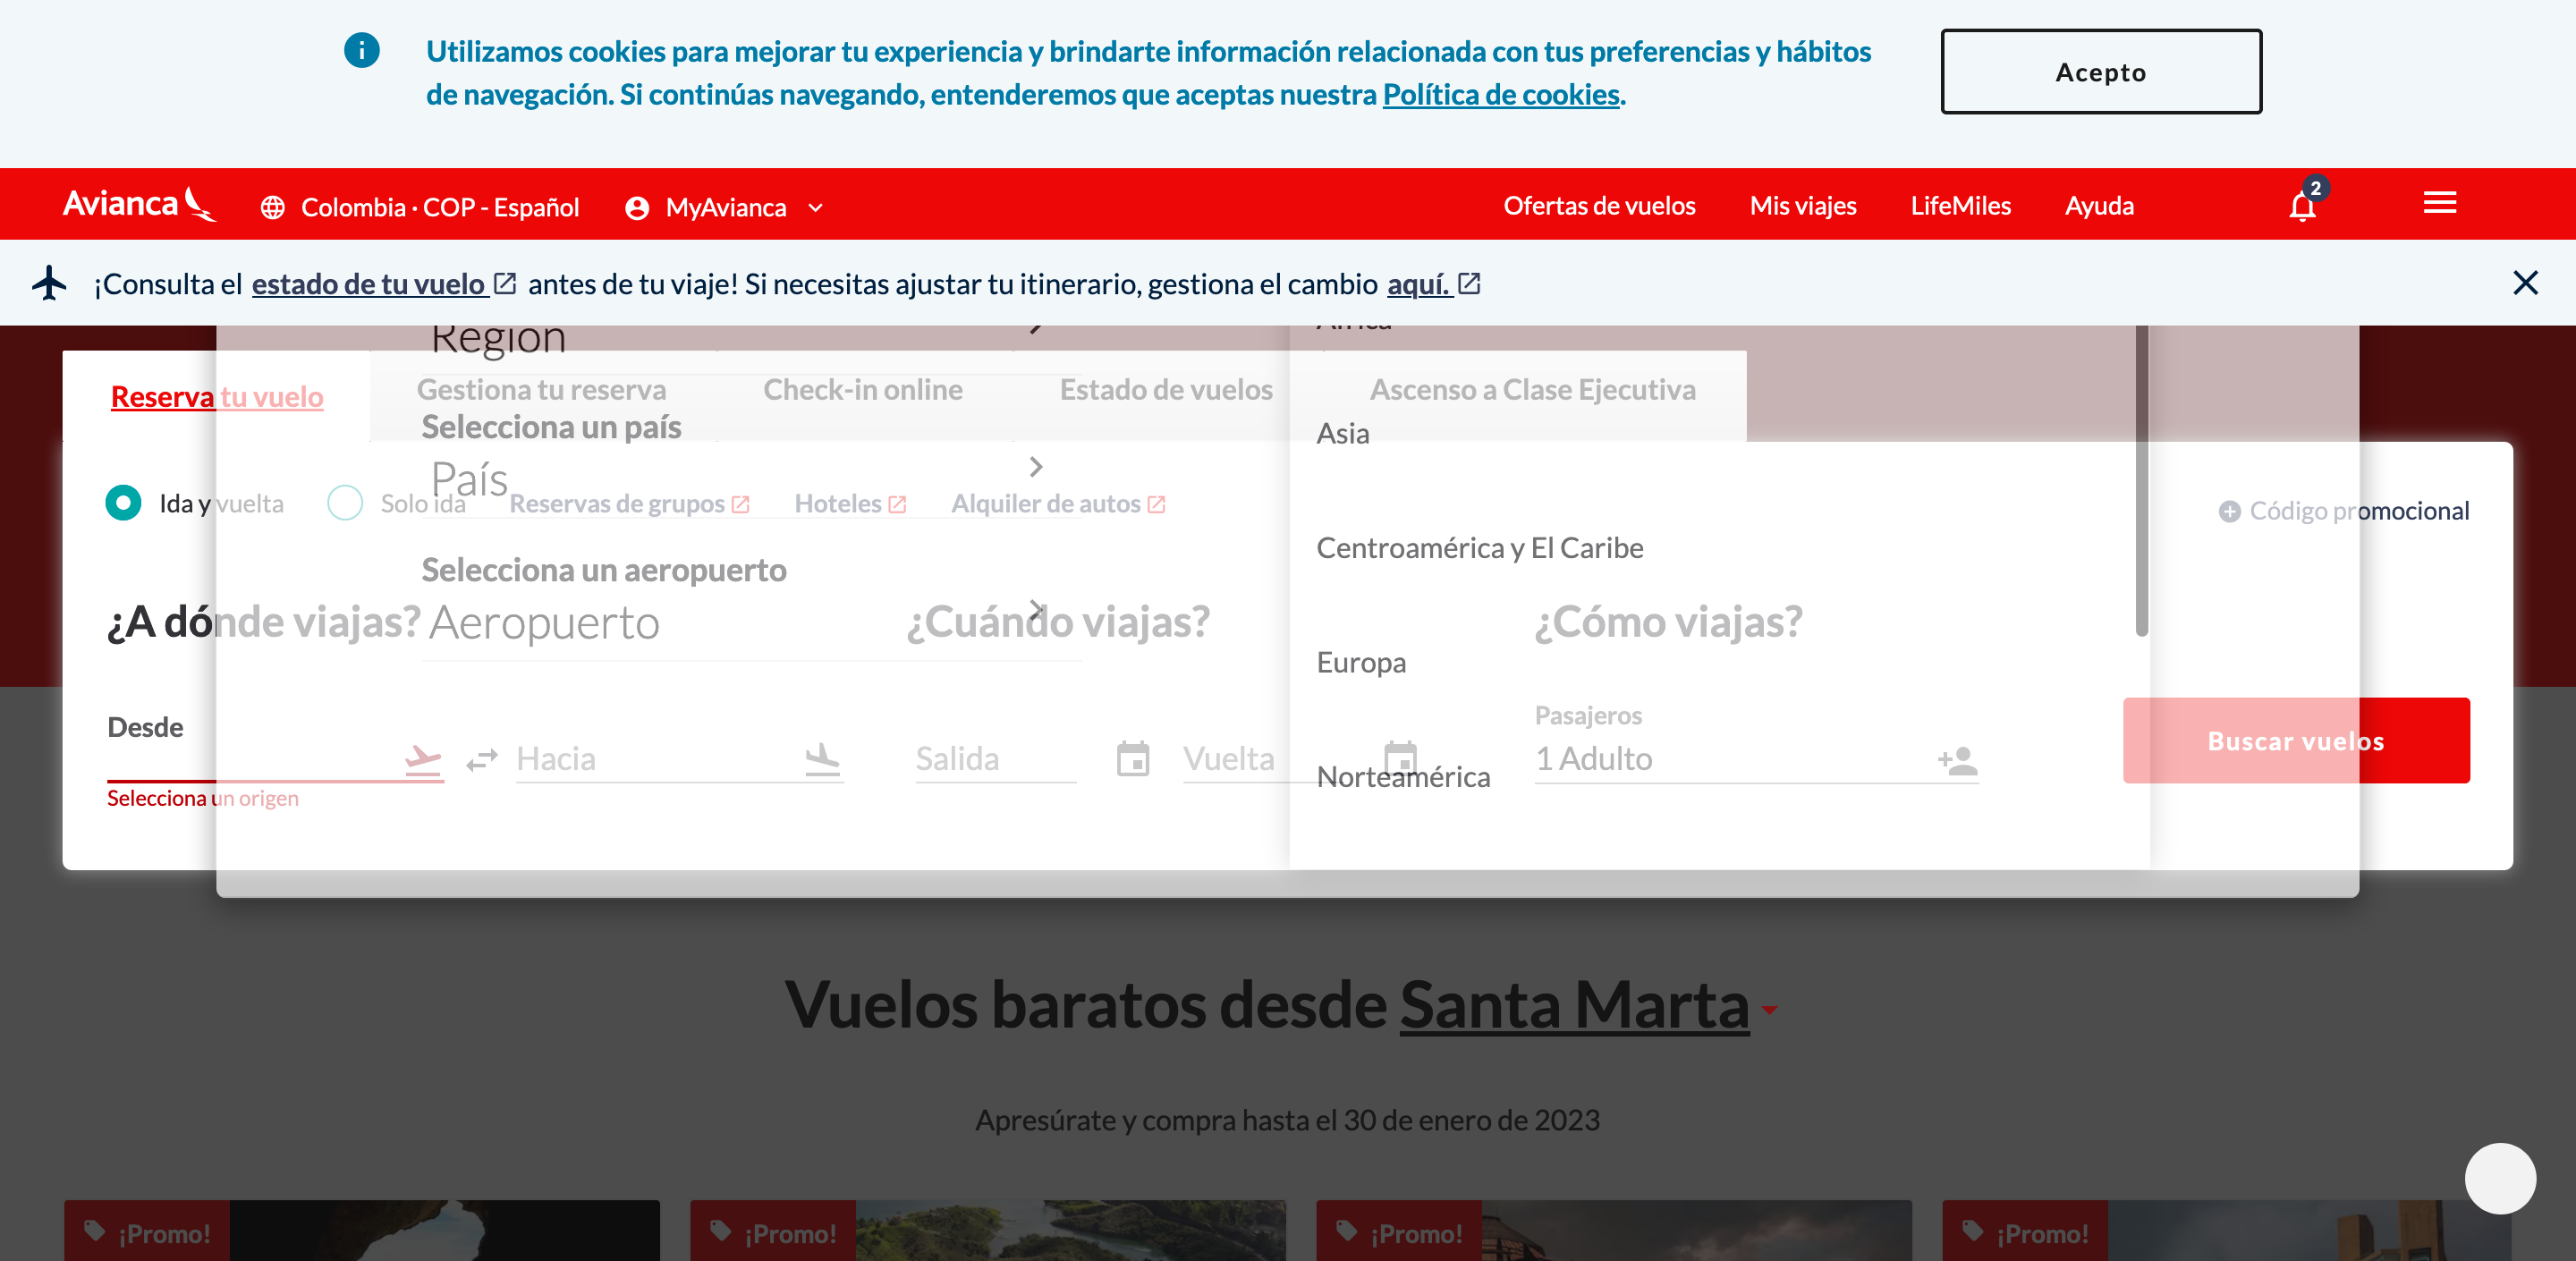 Utilizamos cookies para mejorar tu experiencia y brindarte información relacionada con tus preferencias y hábitos
de navegación. Si continúas navegando, entenderemos que aceptas nuestra Política de cookies.
Acepto
Avianca
Colombia · COP - Español
MyAvianca
Ofertas de vuelos
Mis viajes
LifeMiles
Ayuda
2
¡Consulta el estado de tu vuelo antes de tu viaje! Si necesitas ajustar tu itinerario, gestiona el cambio aquí.
Región
África
Reserva tu vuelo
Gestiona tu reserva
Check-in online
Estado de vuelos
Ascenso a Clase Ejecutiva
Selecciona un país
País
Asia
Ida y vuelta
Solo ida
Reservas de grupos
Hoteles
Alquiler de autos
Código promocional
Centroamérica y El Caribe
Selecciona un aeropuerto
Aeropuerto
¿A dónde viajas?
¿Cuándo viajas?
¿Cómo viajas?
Europa
Desde
Hacia
Salida
Vuelta
Norteamérica
Pasajeros
1 Adulto
Buscar vuelos
Selecciona un origen
Vuelos baratos desde Santa Marta
Apresúrate y compra hasta el 30 de enero de 2023
¡Promo!
¡Promo!
¡Promo!
¡Promo!